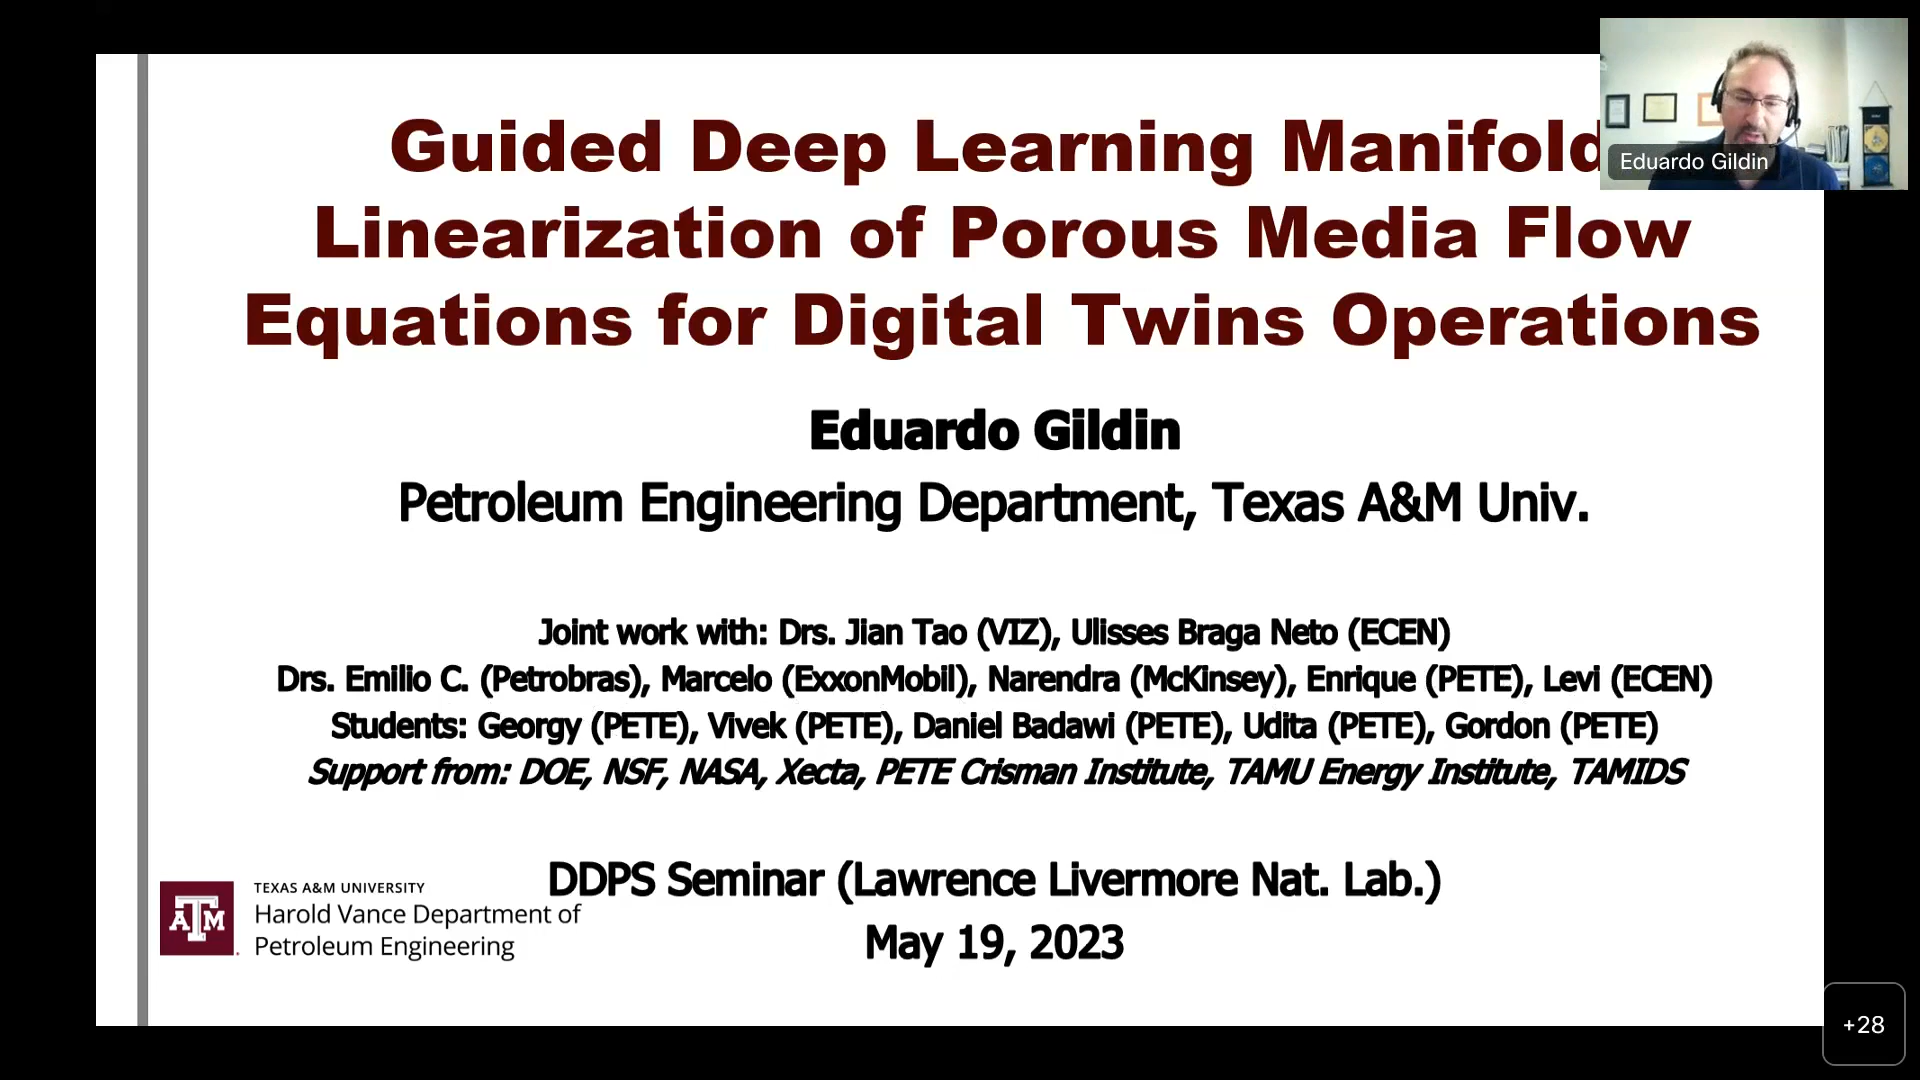 Guided Deep Learning Manifold
Linearization of Porous Media Flow
Equations for Digital Twins Operations
Eduardo Gildin
Petroleum Engineering Department, Texas A&M Univ.
Joint work with: Drs. Jian Tao (VIZ), Ulisses Braga Neto (ECEN)
Drs. Emilio C. (Petrobras), Marcelo (ExxonMobil), Narendra (McKinsey), Enrique (PETE), Levi (ECEN)
Students: Georgy (PETE), Vivek (PETE), Daniel Badawi (PETE), Udita (PETE), Gordon (PETE)
Support from: DOE, NSF, NASA, Xecta, PETE Crisman Institute, TAMU Energy Institute, TAMIDS
DDPS Seminar (Lawrence Livermore Nat. Lab.)
May 19, 2023
ATM
TEXAS A&M UNIVERSITY
Harold Vance Department of
Petroleum Engineering
Eduardo Gildin
+28